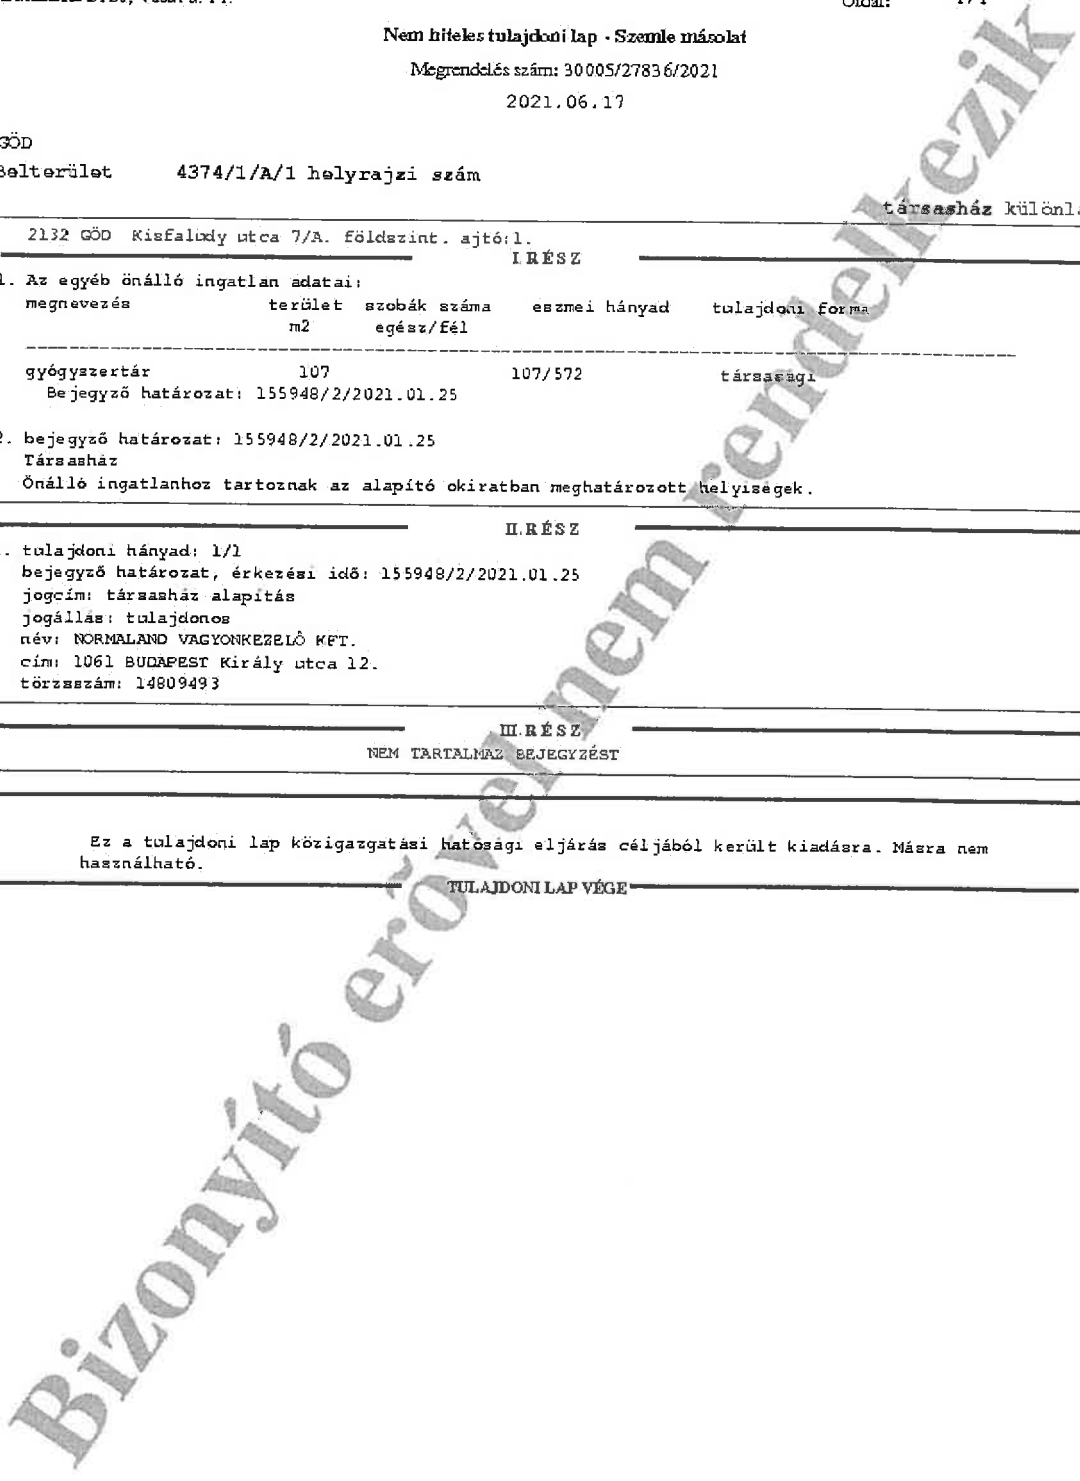 Oldal: 1 / 1
Nem hiteles tulajdoni lap - Szemle másolat
Megrendelés szám: 30005/27836/2021
2021.06.17
GÖD
Belterület 4374/1/A/1 helyrajzi szám
társasház különla
2132 GÖD Kisfaludy utca 7/A. földszint. ajtó:1.
I.RÉSZ
1. Az egyéb önálló ingatlan adatai:
megnevezés terület szobák száma eszmei hányad tulajdoni forma
m2 egész/fél
gyógyszertár 107 107/572 társasági
Bejegyző határozat: 155948/2/2021.01.25
2. bejegyző határozat: 155948/2/2021.01.25
Társasház
Önálló ingatlanhoz tartoznak az alapító okiratban meghatározott helyiségek.
II.RÉSZ
1. tulajdoni hányad: 1/1
bejegyző határozat, érkezési idő: 155948/2/2021.01.25
jogcím: társasház alapítás
jogállás: tulajdonos
név: NORMALAND VAGYONKEZELŐ KFT.
cím: 1061 BUDAPEST Király utca 12.
törzsszám: 14809493
III.RÉSZ
NEM TARTALMAZ BEJEGYZÉST
Ez a tulajdoni lap közigazgatási hatósági eljárás céljából került kiadásra. Másra nem
használható.
TULAJDONI LAP VÉGE
Bizonyító erővel nem rendelkezik